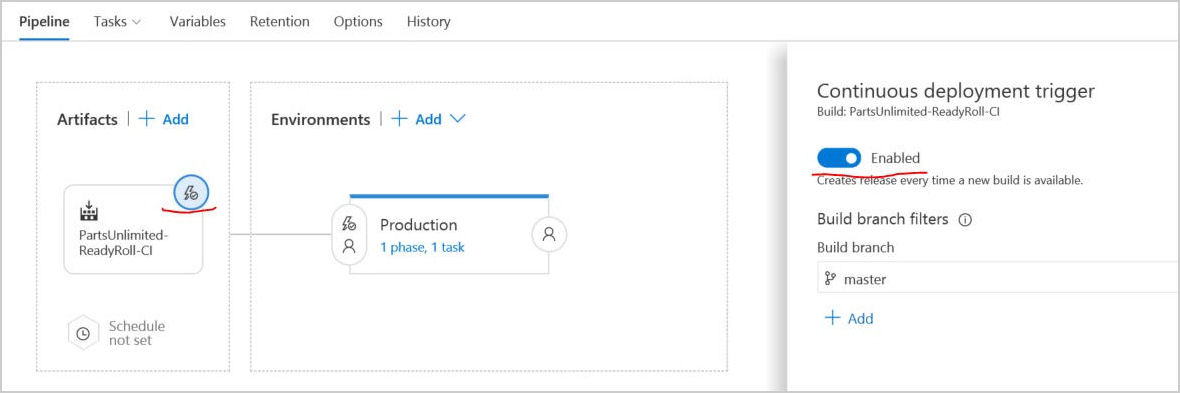 Pipeline Tasks Variables Retention Options History
Artifacts | + Add
PartsUnlimited-
ReadyRoll-CI
Schedule
not set
Environments | + Add
Production
1 phase, 1 task
Continuous deployment trigger
Build: PartsUnlimited-ReadyRoll-CI
Enabled
Creates release every time a new build is available.
Build branch filters
Build branch
master
+ Add